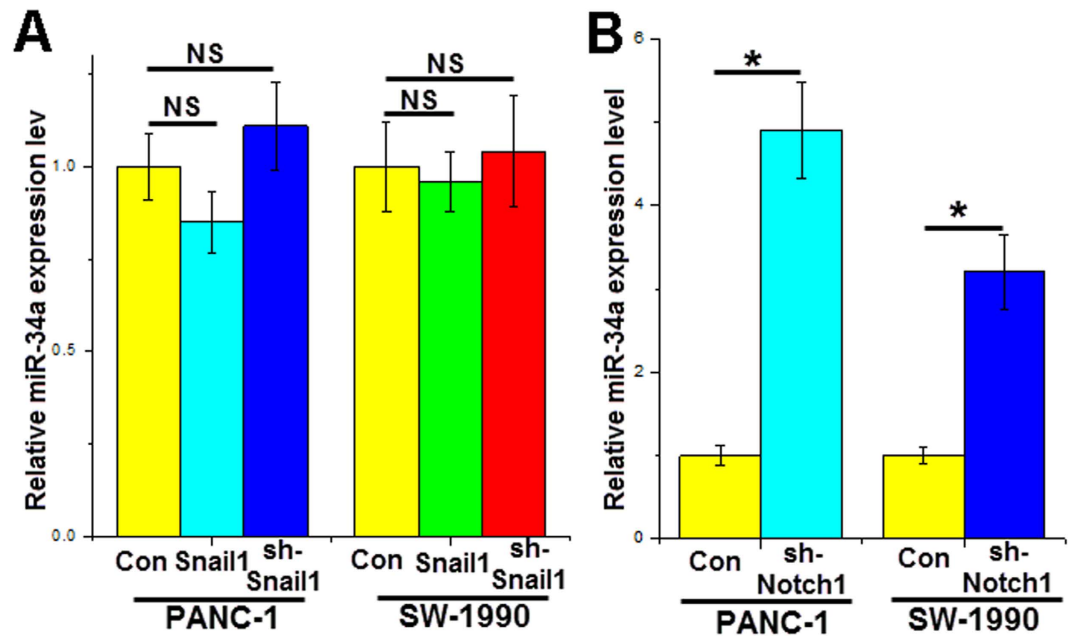 A
Relative miR-34a expression lev
1.0
0.5
0.0
NS
NS
NS
NS
Con Snail1 sh-Snail1
Con Snail1 sh-Snail1
PANC-1
SW-1990
B
Relative miR-34a expression level
6
4
2
0
*
*
Con sh-Notch1
Con sh-Notch1
PANC-1
SW-1990